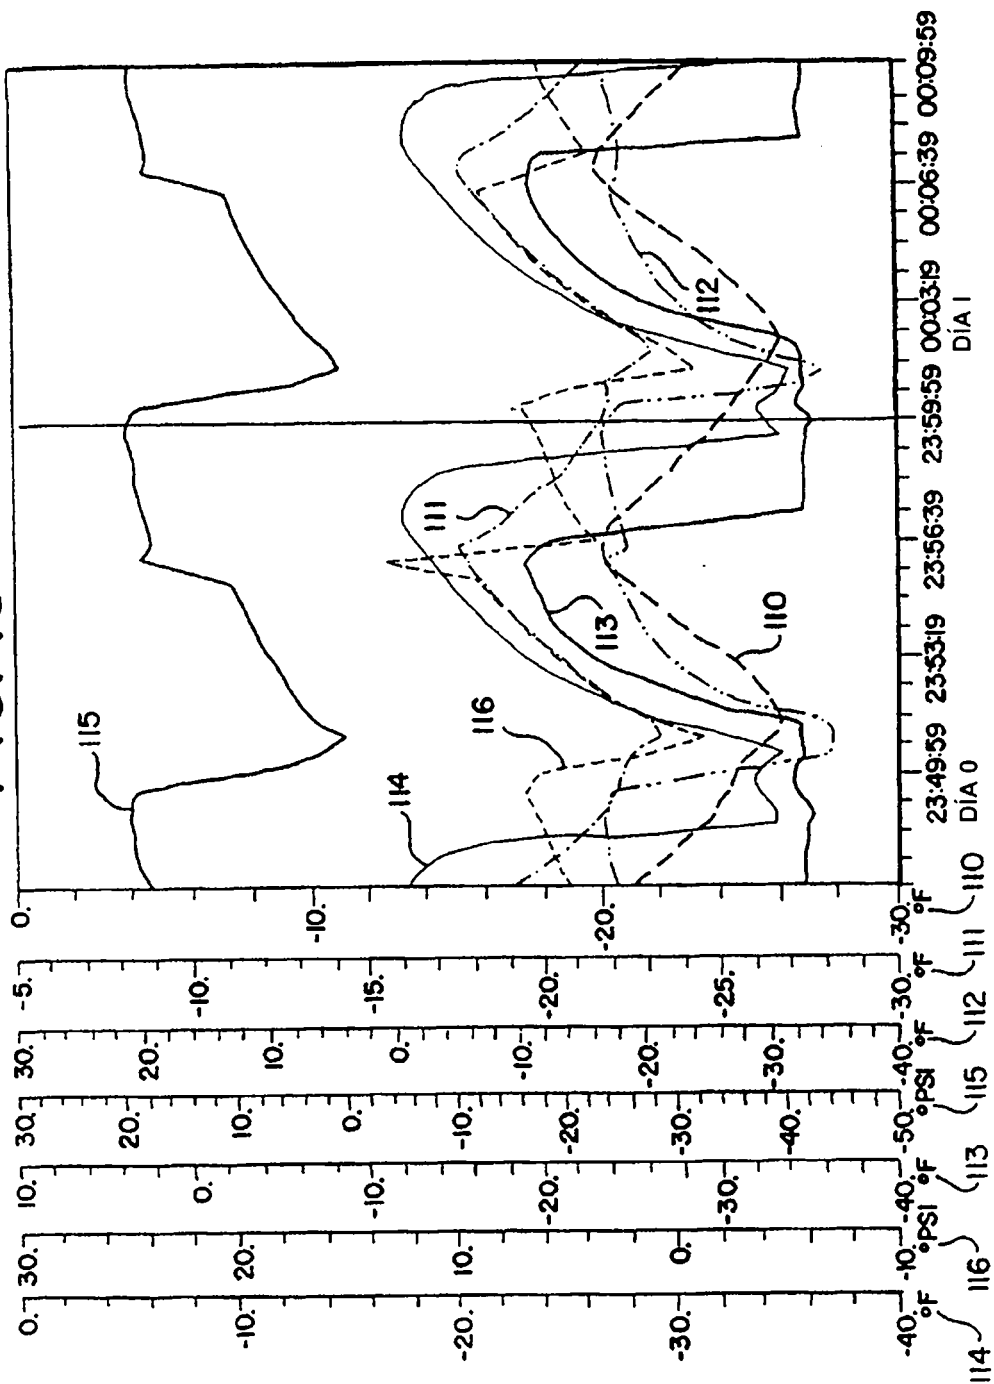 115
114
116
113
110
111
112
23:49:59 23:53:19 23:56:39 23:59:59 00:03:19 00:06:39 00:09:59
DÍA 0 DÍA 1
0. -10. -20. -30. °F 110
-5. -10. -15. -20. -25. -30. °F 111
30. 20. 10. 0. -10. -20. -30. -40. °F 112
30. 20. 10. 0. -10. -20. -30. -40. -50. °PSI 115
10. 0. -10. -20. -30. -40. °F 113
30. 20. 10. 0. -10. °PSI 116
0. -10. -20. -30. -40. °F 114